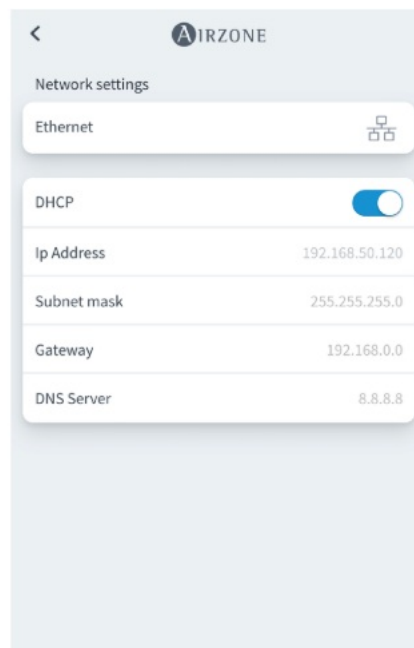 AIRZONE
Network settings
Ethernet
DHCP
Ip Address 192.168.50.120
Subnet mask 255.255.255.0
Gateway 192.168.0.0
DNS Server 8.8.8.8